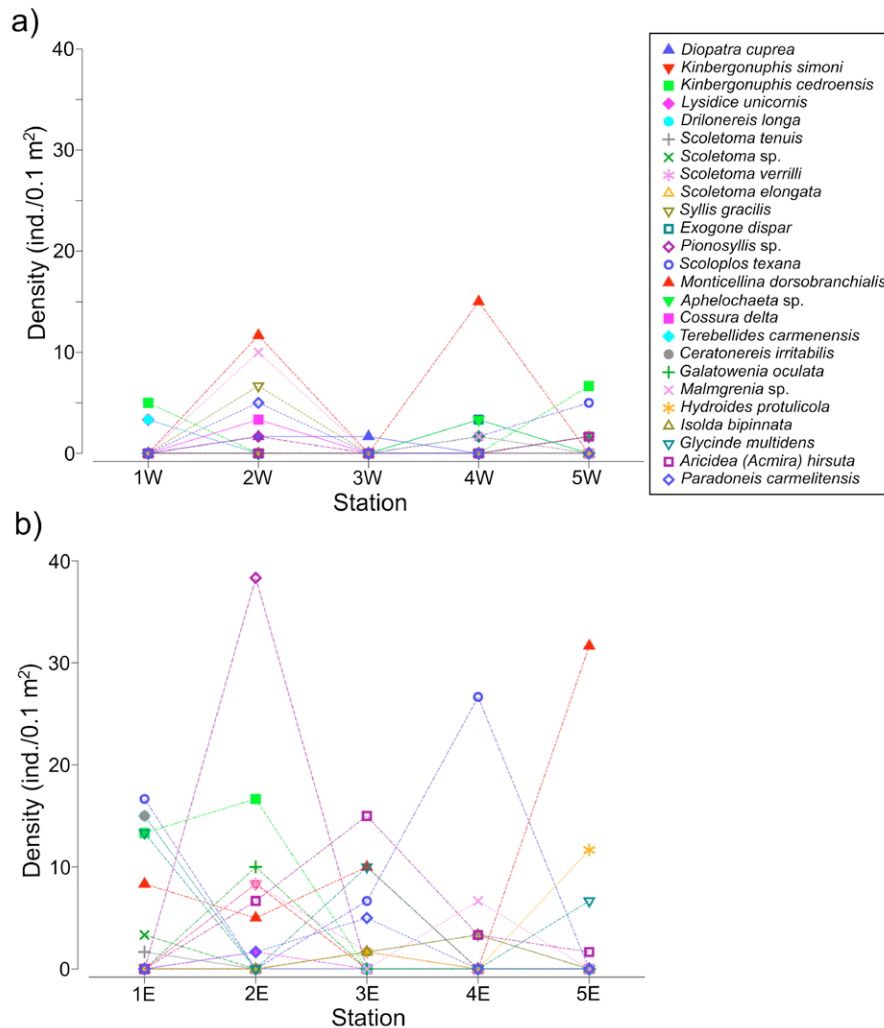 a)
40
30
20
10
0
Density (ind./0.1 m²)
1W 2W 3W 4W 5W
Station
Diopatra cuprea
Kinbergonuphis simoni
Kinbergonuphis cedroensis
Lysidice unicornis
Drilonereis longa
Scoletoma tenuis
Scoletoma sp.
Scoletoma verrilli
Scoletoma elongata
Syllis gracilis
Exogone dispar
Pionosyllis sp.
Scoloplos texana
Monticellina dorsobranchialis
Aphelochaeta sp.
Cossura delta
Terebellides carmenensis
Ceratonereis irritabilis
Galatowenia oculata
Malmgrenia sp.
Hydroides protulicola
Isolda bipinnata
Glycinde multidens
Aricidea (Acmira) hirsuta
Paradoneis carmelitensis
b)
40
30
20
10
0
Density (ind./0.1 m²)
1E 2E 3E 4E 5E
Station